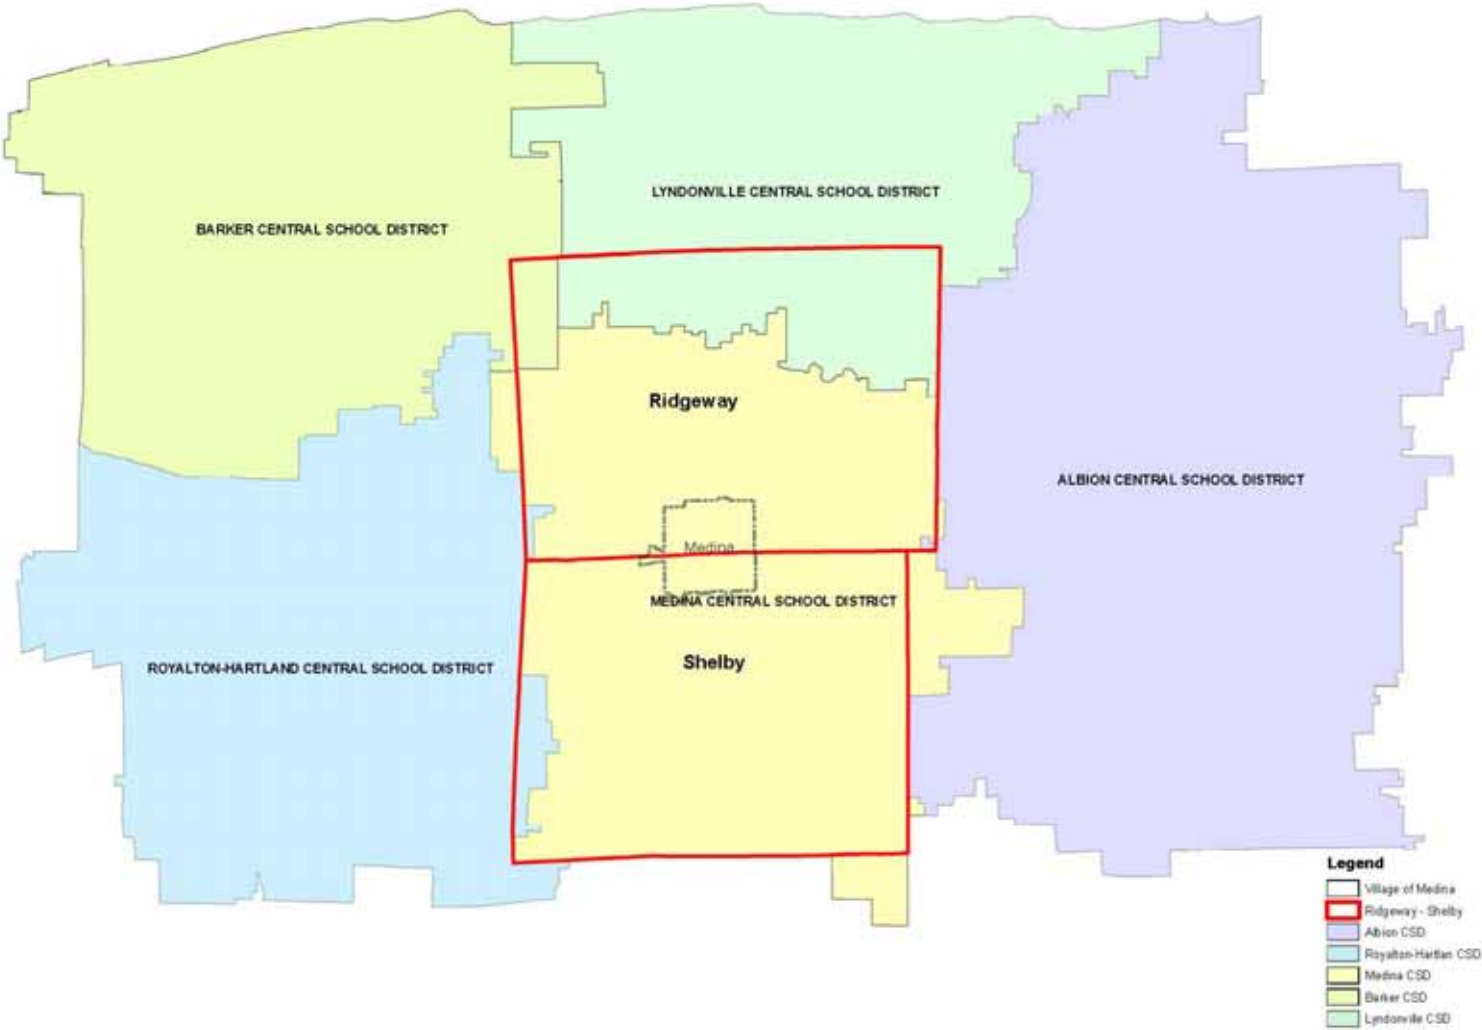 LYNDONVILLE CENTRAL SCHOOL DISTRICT
BARKER CENTRAL SCHOOL DISTRICT
Ridgeway
ALBION CENTRAL SCHOOL DISTRICT
Medina
MEDINA CENTRAL SCHOOL DISTRICT
Shelby
ROYALTON-HARTLAND CENTRAL SCHOOL DISTRICT
Legend
Village of Medina
Ridgeway - Shelby
Albion CSD
Royalton-Hartlan CSD
Medina CSD
Barker CSD
Lyndonville CSD